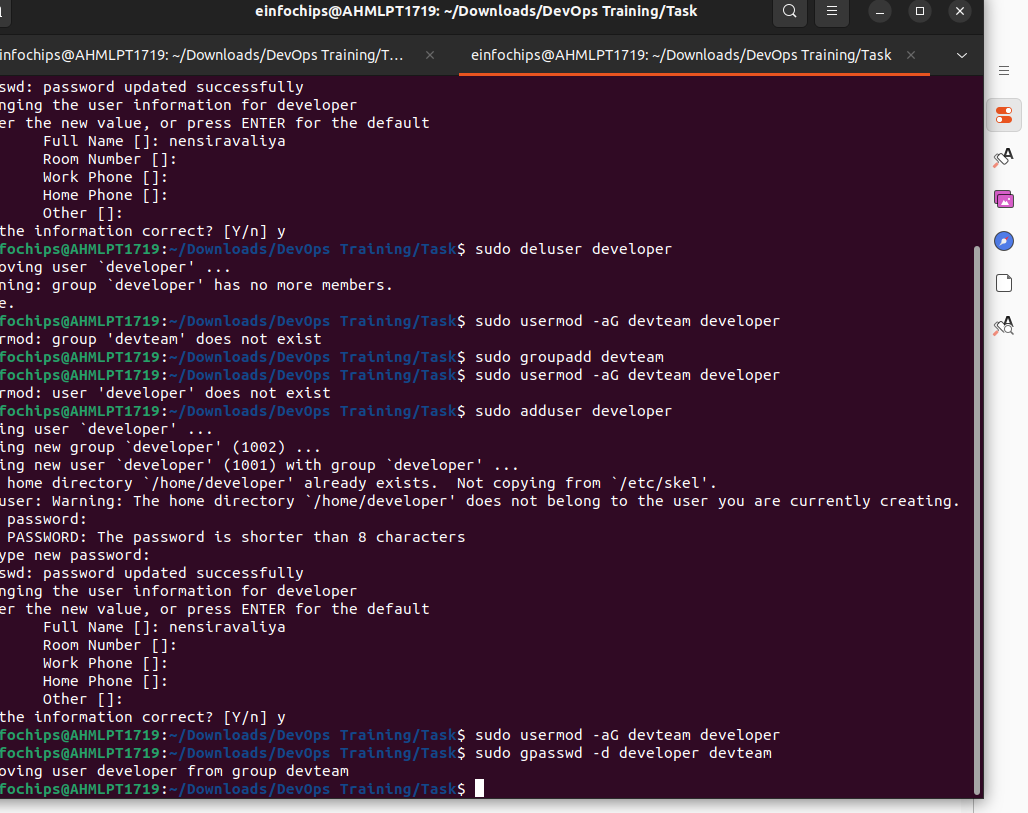 einfochips@AHMLPT1719: ~/Downloads/DevOps Training/Task
infochips@AHMLPT1719: ~/Downloads/DevOps Training/T...
einfochips@AHMLPT1719: ~/Downloads/DevOps Training/Task
swd: password updated successfully
nging the user information for developer
er the new value, or press ENTER for the default
Full Name []: nensiravaliya
Room Number []:
Work Phone []:
Home Phone []:
Other []:
the information correct? [Y/n] y
fochips@AHMLPT1719:~/Downloads/DevOps Training/Task$ sudo deluser developer
oving user `developer' ...
ning: group `developer' has no more members.
e.
fochips@AHMLPT1719:~/Downloads/DevOps Training/Task$ sudo usermod -aG devteam developer
rmod: group 'devteam' does not exist
fochips@AHMLPT1719:~/Downloads/DevOps Training/Task$ sudo groupadd devteam
fochips@AHMLPT1719:~/Downloads/DevOps Training/Task$ sudo usermod -aG devteam developer
rmod: user 'developer' does not exist
fochips@AHMLPT1719:~/Downloads/DevOps Training/Task$ sudo adduser developer
ing user `developer' ...
ing new group `developer' (1002) ...
ing new user `developer' (1001) with group `developer' ...
home directory `/home/developer' already exists.  Not copying from `/etc/skel'.
user: Warning: The home directory `/home/developer' does not belong to the user you are currently creating.
password:
PASSWORD: The password is shorter than 8 characters
ype new password:
swd: password updated successfully
nging the user information for developer
er the new value, or press ENTER for the default
Full Name []: nensiravaliya
Room Number []:
Work Phone []:
Home Phone []:
Other []:
the information correct? [Y/n] y
fochips@AHMLPT1719:~/Downloads/DevOps Training/Task$ sudo usermod -aG devteam developer
fochips@AHMLPT1719:~/Downloads/DevOps Training/Task$ sudo gpasswd -d developer devteam
oving user developer from group devteam
fochips@AHMLPT1719:~/Downloads/DevOps Training/Task$